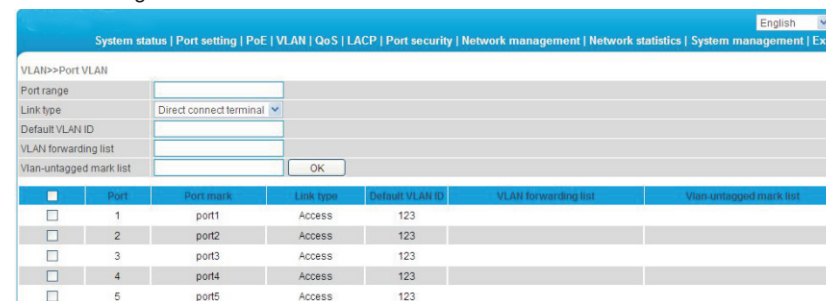 English
System status | Port setting | PoE | VLAN | QoS | LACP | Port security | Network management | Network statistics | System management | Ex
VLAN>>Port VLAN
Port range
Link type Direct connect terminal
Default VLAN ID
VLAN forwarding list
Vlan-untagged mark list OK
Port Port mark Link type Default VLAN ID VLAN forwarding list Vlan-untagged mark list
1 port1 Access 123
2 port2 Access 123
3 port3 Access 123
4 port4 Access 123
5 port5 Access 123